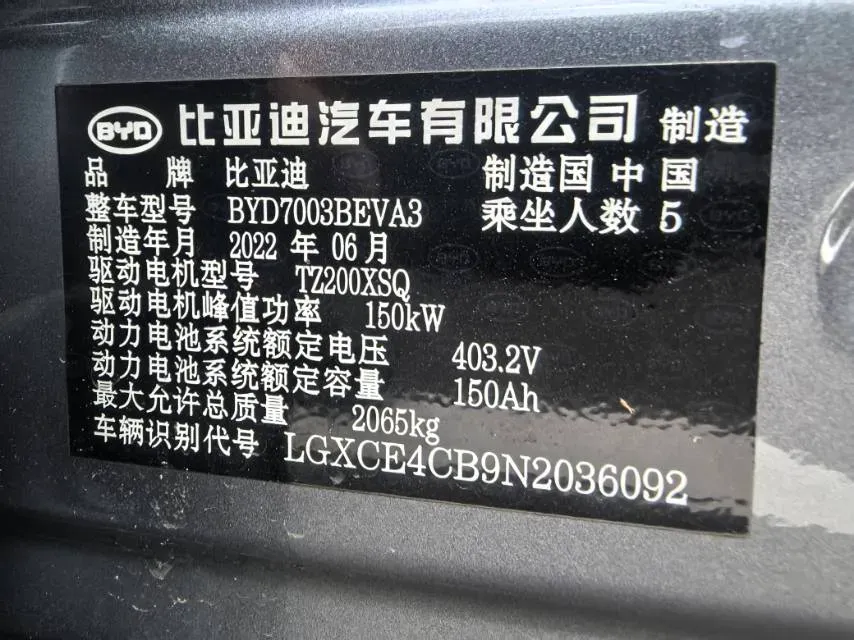 BYD 比亚迪汽车有限公司 制造
品 牌 比亚迪 制造国 中国
整车型号 BYD7003BEVA3 乘坐人数 5
制造年月 2022 年 06 月
驱动电机型号 TZ200XSQ
驱动电机峰值功率 150kW
动力电池系统额定电压 403.2V
动力电池系统额定容量 150Ah
最大允许总质量 2065kg
车辆识别代号 LGXCE4CB9N2036092